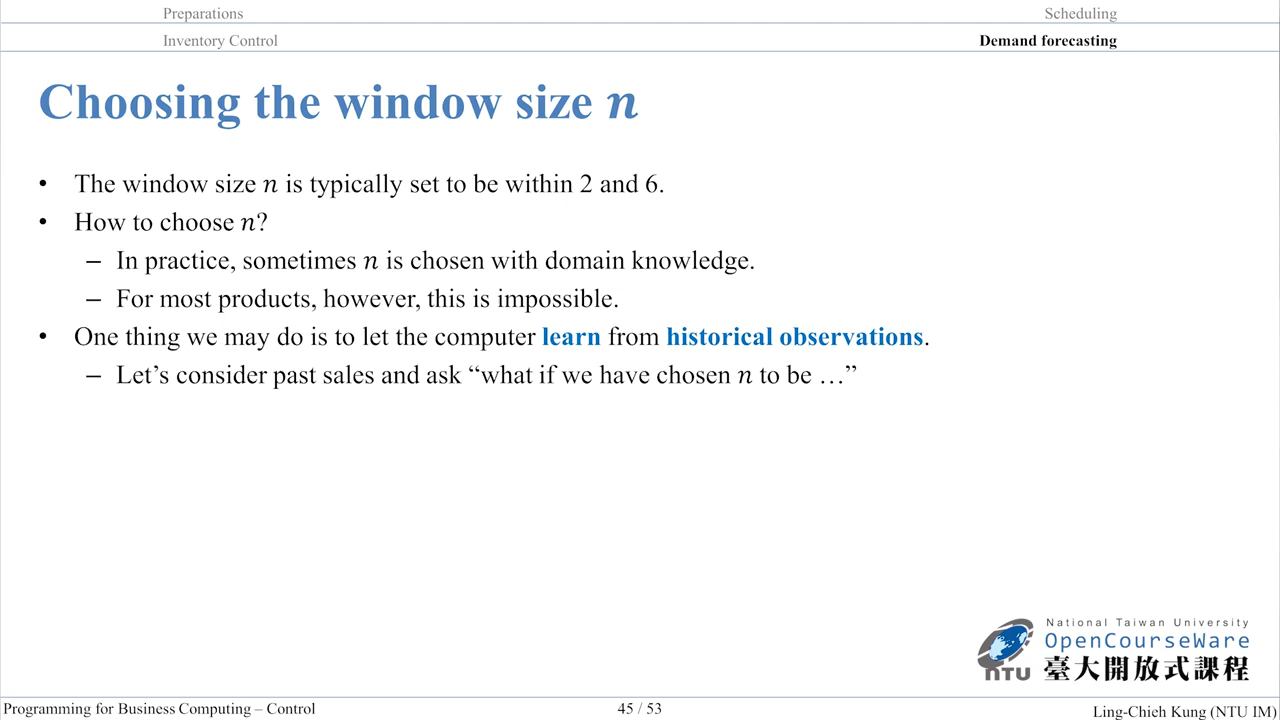 Preparations
Scheduling
Inventory Control
Demand forecasting
Choosing the window size n
• The window size n is typically set to be within 2 and 6.
• How to choose n?
– In practice, sometimes n is chosen with domain knowledge.
– For most products, however, this is impossible.
• One thing we may do is to let the computer learn from historical observations.
– Let’s consider past sales and ask “what if we have chosen n to be …”
National Taiwan University
OpenCourseWare
臺大開放式課程
NTU
Programming for Business Computing – Control
45 / 53
Ling-Chieh Kung (NTU IM)